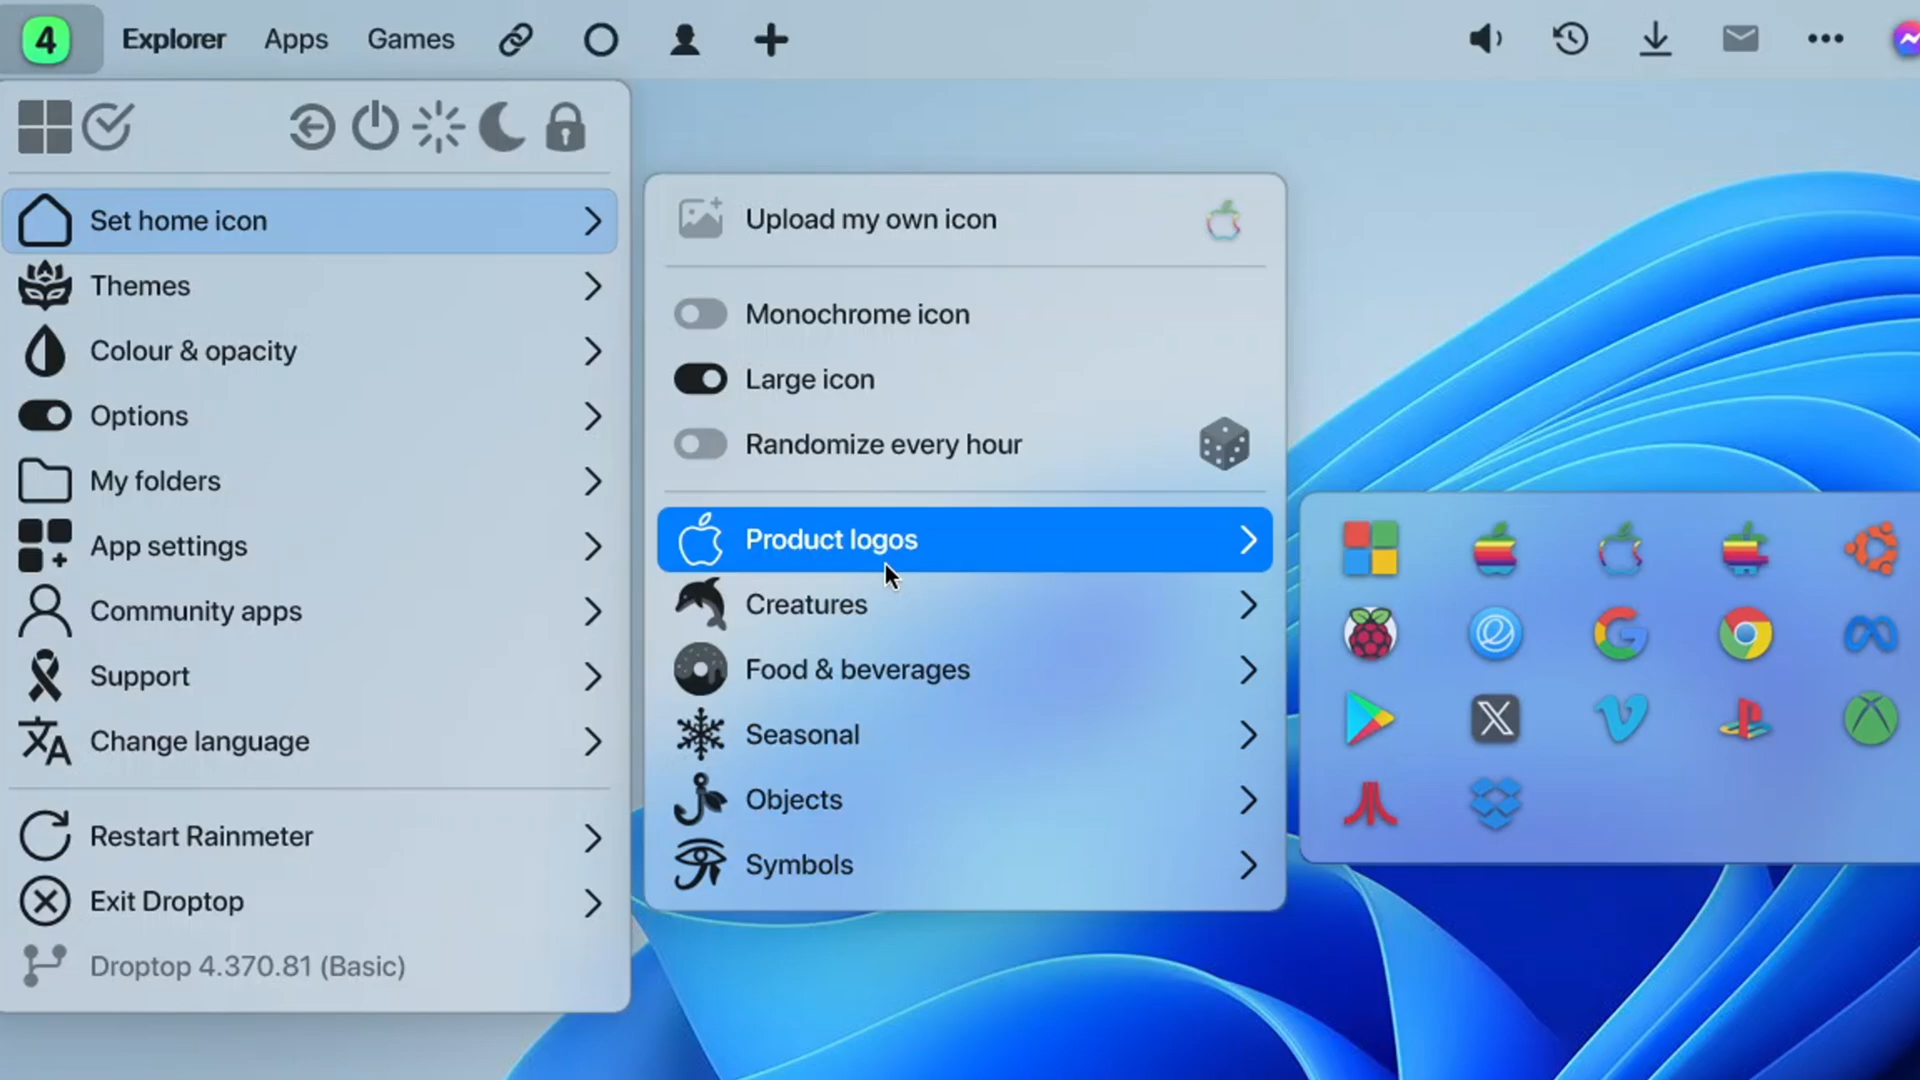 4 Explorer Apps Games
Set home icon
Themes
Colour & opacity
Options
My folders
App settings
Community apps
Support
Change language
Restart Rainmeter
Exit Droptop
Droptop 4.370.81 (Basic)
Upload my own icon
Monochrome icon
Large icon
Randomize every hour
Product logos
Creatures
Food & beverages
Seasonal
Objects
Symbols